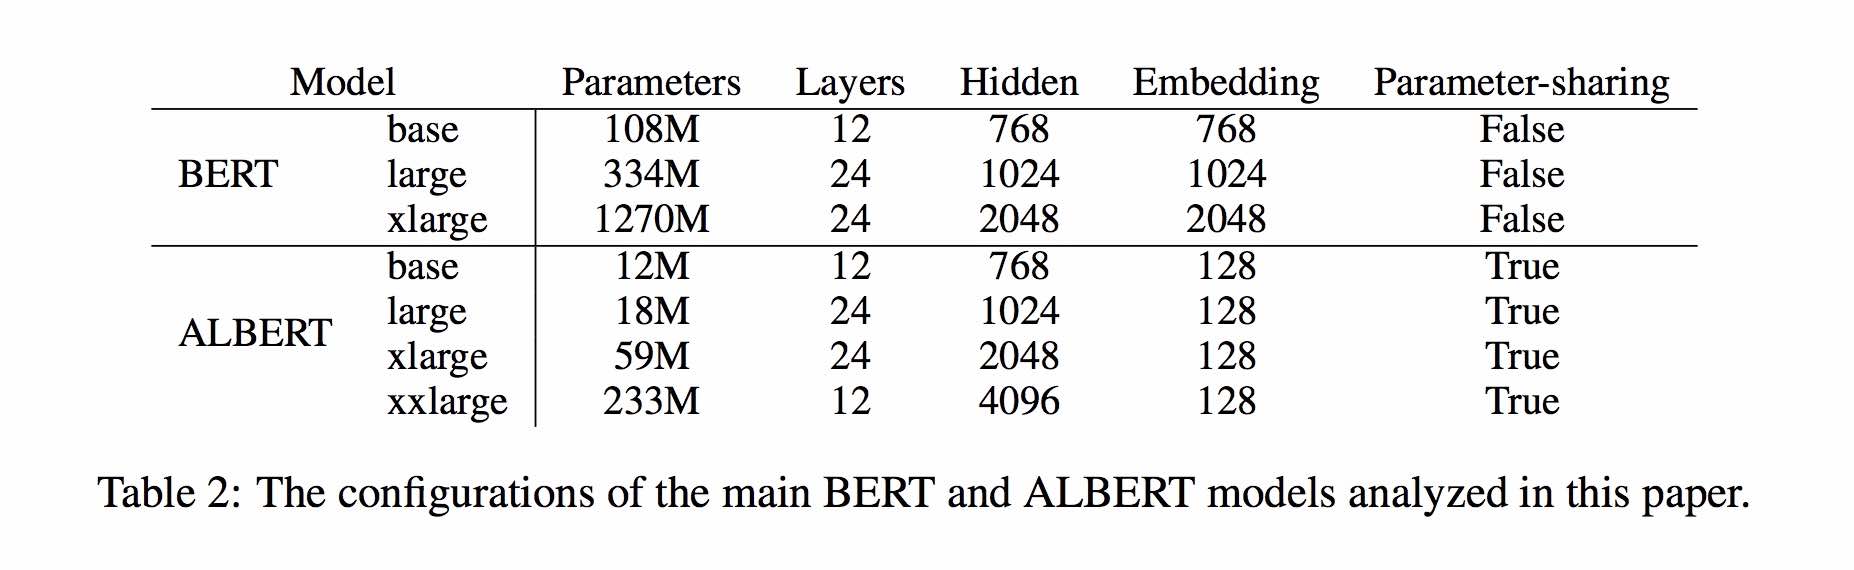 Model Parameters Layers Hidden Embedding Parameter-sharing
base 108M 12 768 768 False
BERT large 334M 24 1024 1024 False
xlarge 1270M 24 2048 2048 False
base 12M 12 768 128 True
large 18M 24 1024 128 True
ALBERT
xlarge 59M 24 2048 128 True
xxlarge 233M 12 4096 128 True
Table 2: The configurations of the main BERT and ALBERT models analyzed in this paper.